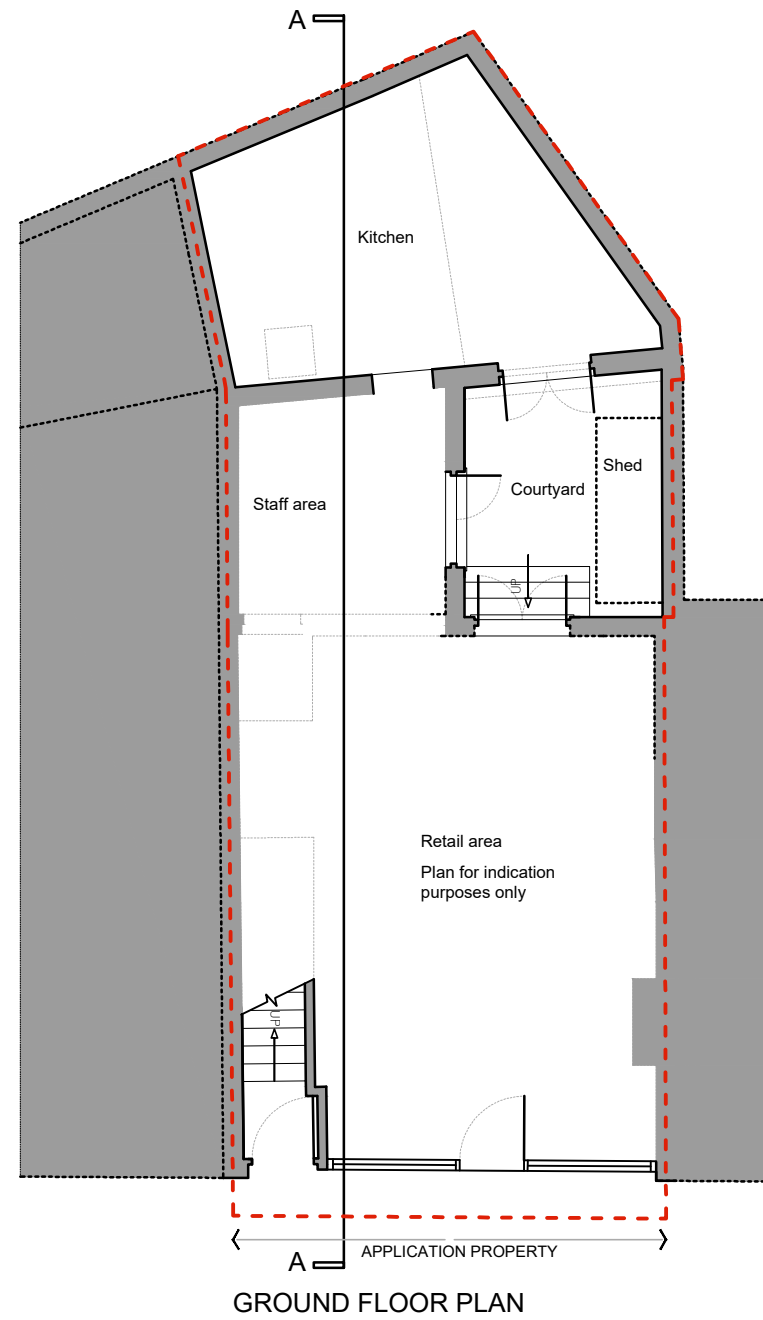 A
Kitchen
Shed
Courtyard
Staff area
UP
Retail area
Plan for indication
purposes only
UP
APPLICATION PROPERTY
A
GROUND FLOOR PLAN